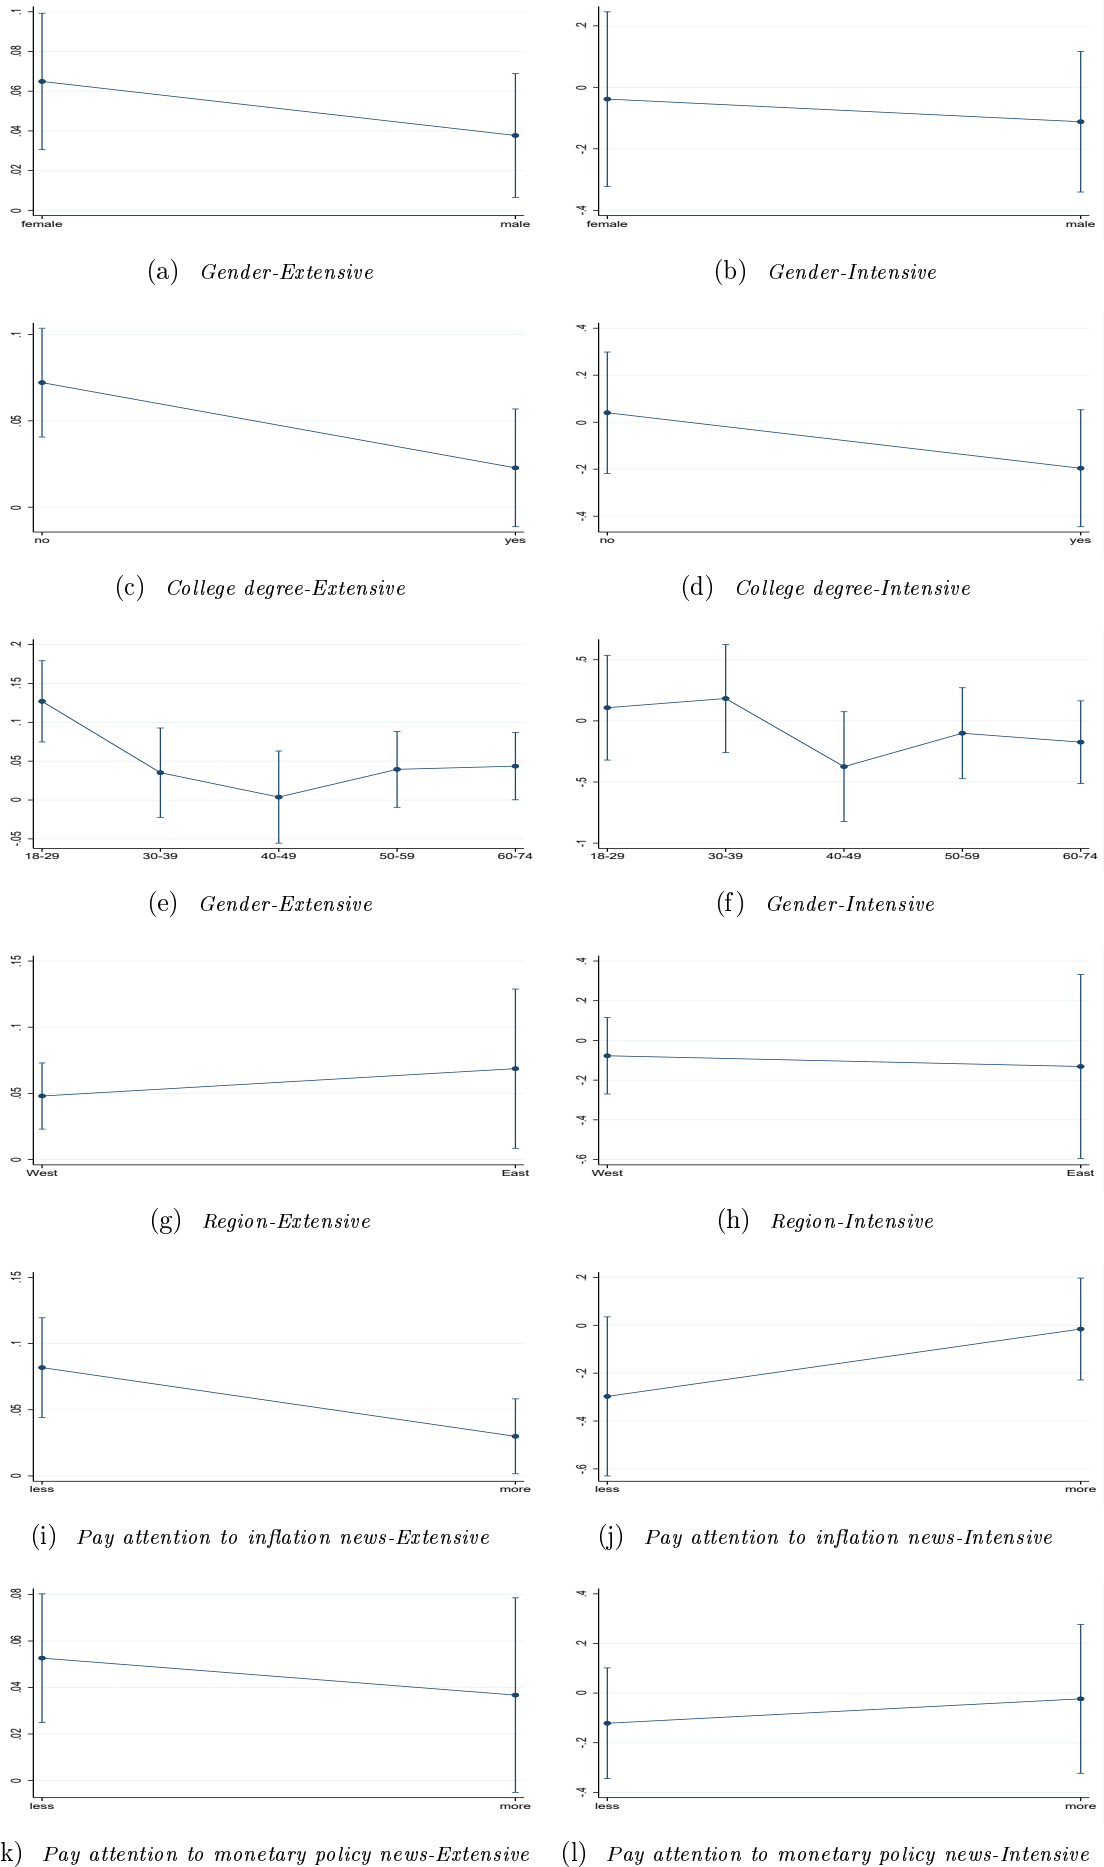 .1
.08
.06
.04
.02
0
female male
.2
0
-.2
-.4
female male
(a) Gender-Extensive
(b) Gender-Intensive
.1
.05
0
no yes
.4
.2
0
-.2
-.4
no yes
(c) College degree-Extensive
(d) College degree-Intensive
.2
.15
.1
.05
0
-.05
18-29 30-39 40-49 50-59 60-74
.5
0
-.5
-1
18-29 30-39 40-49 50-59 60-74
(e) Gender-Extensive
(f) Gender-Intensive
.15
.1
.05
0
West East
.4
.2
0
-.2
-.4
-.6
West East
(g) Region-Extensive
(h) Region-Intensive
.15
.1
.05
0
less more
.2
0
-.2
-.4
-.6
less more
(i) Pay attention to inflation news-Extensive
(j) Pay attention to inflation news-Intensive
.08
.06
.04
.02
0
less more
.4
.2
0
-.2
-.4
less more
k) Pay attention to monetary policy news-Extensive
(l) Pay attention to monetary policy news-Intensive